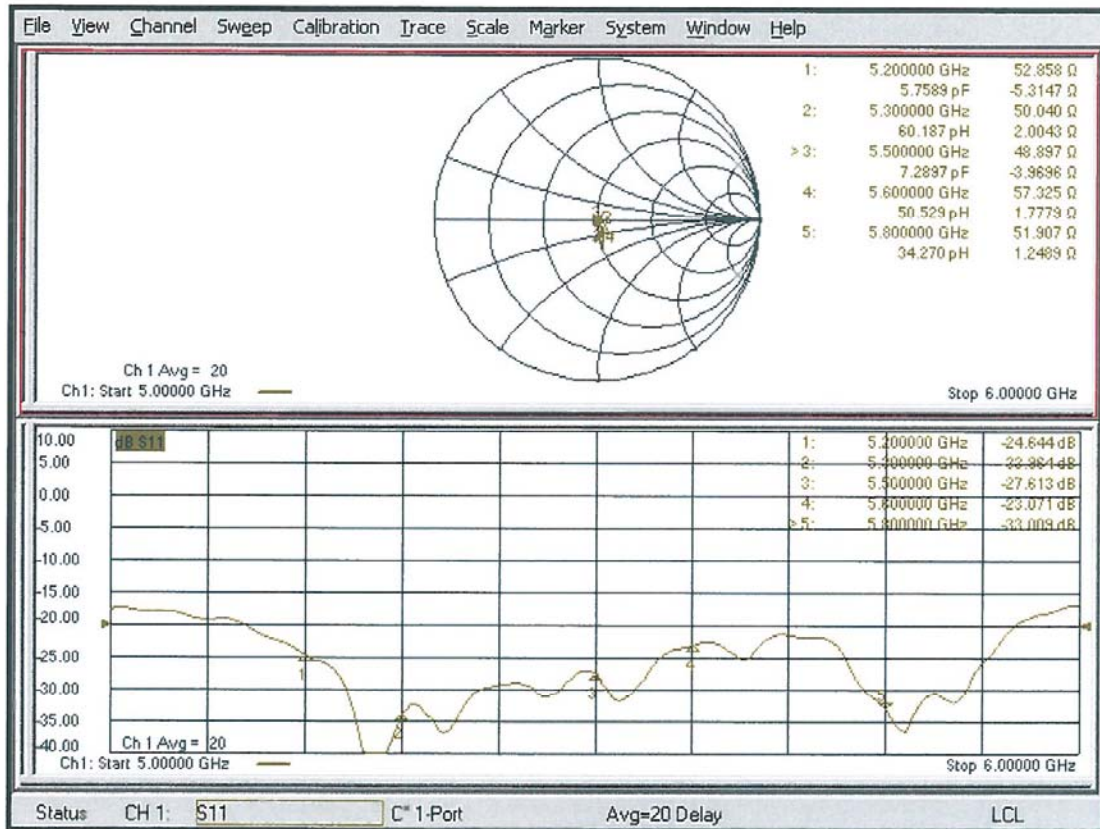 File View Channel Sweep Calibration Trace Scale Marker System Window Help
1: 5.200000 GHz 52.858 Ω
5.7589 pF -5.3147 Ω
2: 5.300000 GHz 50.040 Ω
60.187 pH 2.0043 Ω
> 3: 5.500000 GHz 48.897 Ω
7.2897 pF -3.9696 Ω
4: 5.600000 GHz 57.325 Ω
50.529 pH 1.7779 Ω
5: 5.800000 GHz 51.907 Ω
34.270 pH 1.2489 Ω
Ch 1 Avg = 20
Ch1: Start 5.00000 GHz
Stop 6.00000 GHz
dB S11
10.00
5.00
0.00
-5.00
-10.00
-15.00
-20.00
-25.00
-30.00
-35.00
-40.00
1: 5.200000 GHz -24.644 dB
2: 5.300000 GHz -33.964 dB
3: 5.500000 GHz -27.613 dB
4: 5.600000 GHz -23.071 dB
> 5: 5.800000 GHz -33.009 dB
1
2
3
4
Ch 1 Avg = 20
Ch1: Start 5.00000 GHz
Stop 6.00000 GHz
Status CH 1: S11 C* 1-Port Avg=20 Delay LCL